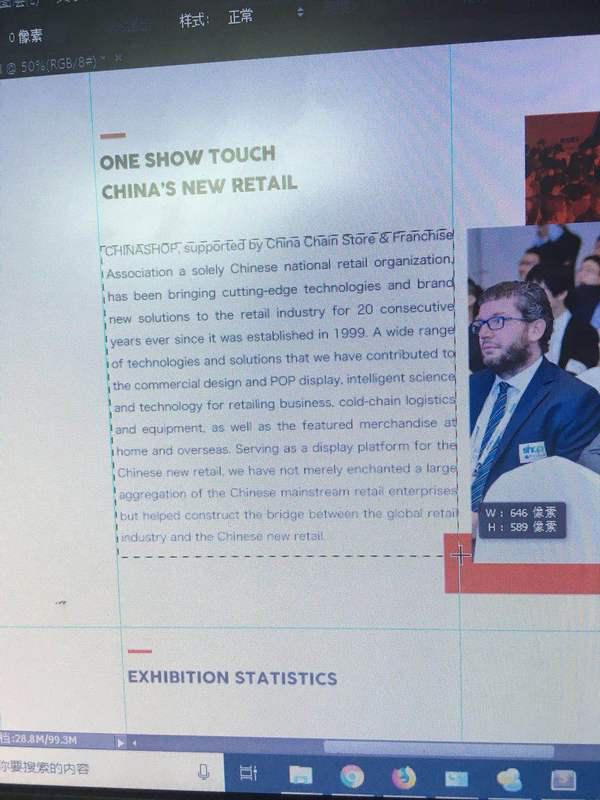 0 像素
样式：
正常
@ 50%(RGB/8#) * ×
ONE SHOW TOUCH
CHINA'S NEW RETAIL
CHINASHOP, supported by China Chain Store & Franchise
Association a solely Chinese national retail organization,
has been bringing cutting-edge technologies and brand
new solutions to the retail industry for 20 consecutive
years ever since it was established in 1999. A wide range
of technologies and solutions that we have contributed to
the commercial design and POP display, intelligent science
and technology for retailing business, cold-chain logistics
and equipment, as well as the featured merchandise at
home and overseas. Serving as a display platform for the
Chinese new retail, we have not merely enchanted a large
aggregation of the Chinese mainstream retail enterprises
but helped construct the bridge between the global retail
industry and the Chinese new retail.
shop
W： 646 像素
H： 589 像素
EXHIBITION STATISTICS
档:28.8M/99.3M
你要搜索的内容